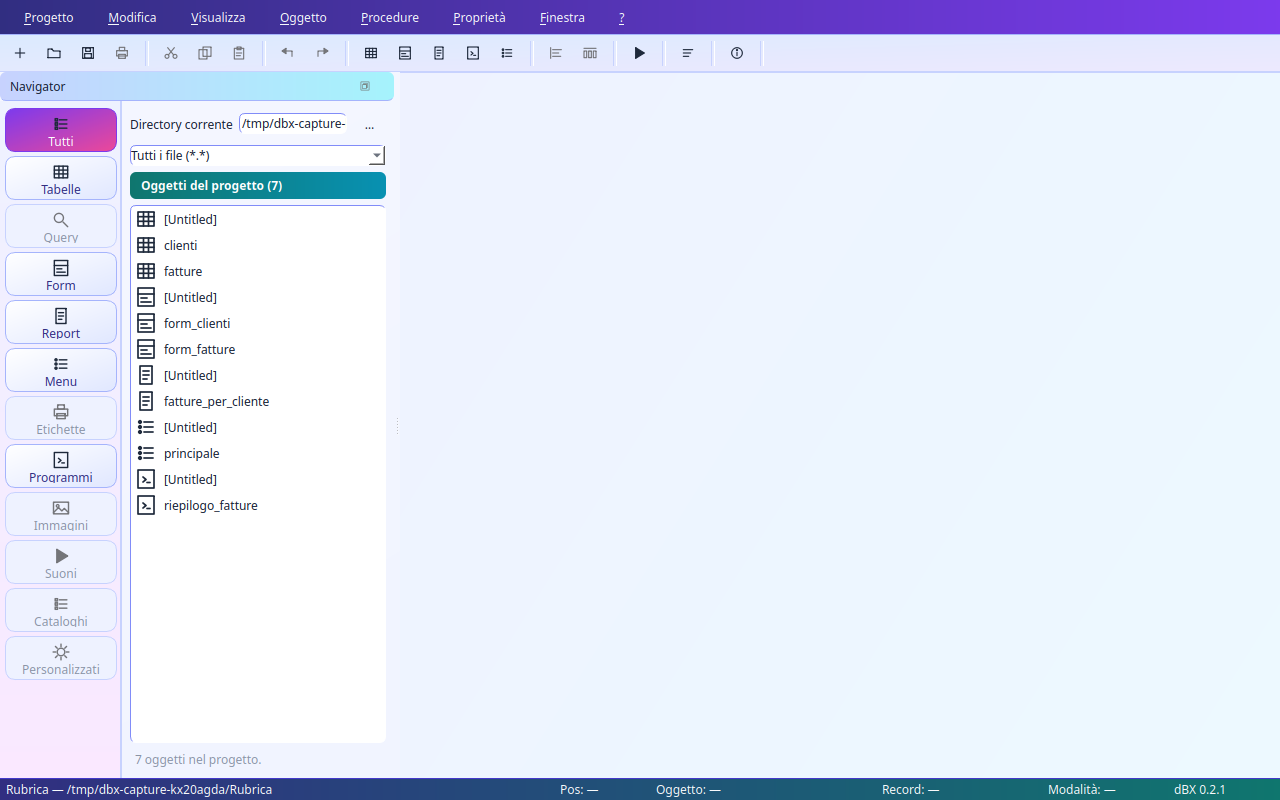 Progetto Modifica Visualizza Oggetto Procedure Proprietà Finestra ?
Navigator
Tutti
Tabelle
Query
Form
Report
Menu
Etichette
Programmi
Immagini
Suoni
Cataloghi
Personalizzati
Directory corrente /tmp/dbx-capture- ...
Tutti i file (*.*)
Oggetti del progetto (7)
[Untitled]
clienti
fatture
[Untitled]
form_clienti
form_fatture
[Untitled]
fatture_per_cliente
[Untitled]
principale
[Untitled]
riepilogo_fatture
7 oggetti nel progetto.
Rubrica — /tmp/dbx-capture-kx20agda/Rubrica Pos: — Oggetto: — Record: — Modalità: — dBX 0.2.1